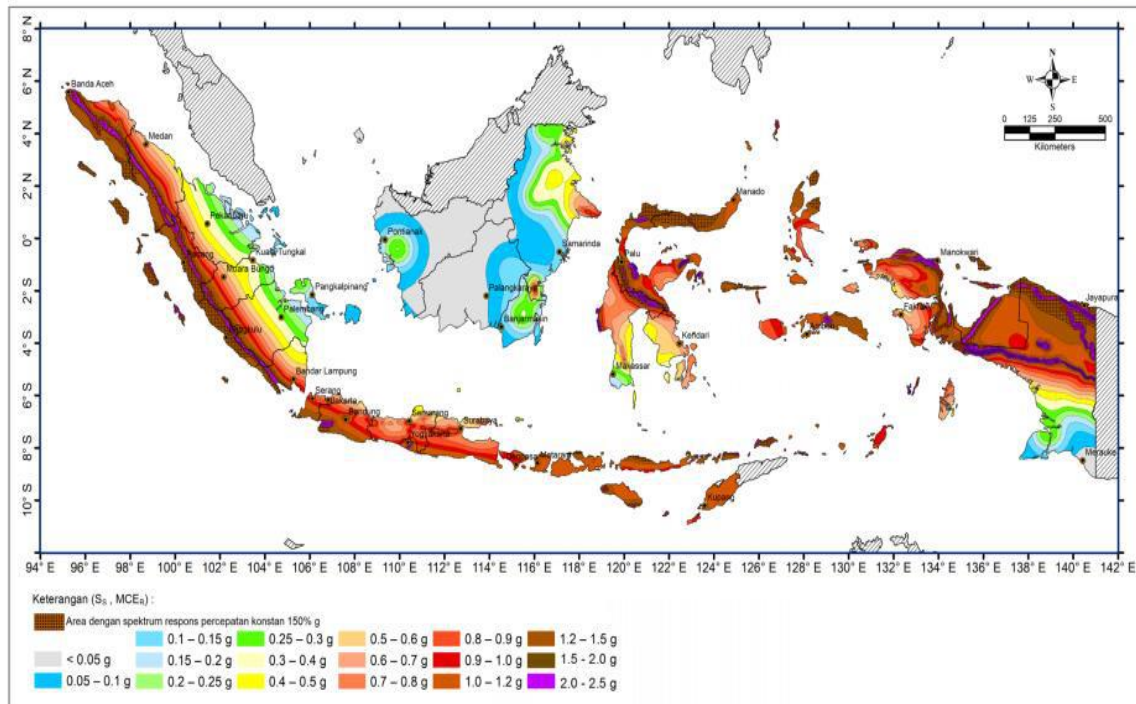 8° N
6° N
4° N
2° N
0°
2° S
4° S
6° S
8° S
10° S
94° E 96° E 98° E 100° E 102° E 104° E 106° E 108° E 110° E 112° E 114° E 116° E 118° E 120° E 122° E 124° E 126° E 128° E 130° E 132° E 134° E 136° E 138° E 140° E 142° E
N
W E
S
0 125 250 500
Kilometers
Banda Aceh
Medan
Pekanbaru
Kuala Tungkal
Padang
Muara Bungo
Pangkalpinang
Palembang
Bengkulu
Bandar Lampung
Serang
Jakarta
Bandung
Semarang
Yogyakarta
Surabaya
Mataram
Kupang
Pontianak
Palangkaraya
Banjarmasin
Samarinda
Manado
Palu
Kendari
Makassar
Manokwari
Jayapura
Merauke
Keterangan (SS , MCER) :
Area dengan spektrum respons percepatan konstan 150% g
0.1 – 0.15 g 0.25 – 0.3 g 0.5 – 0.6 g 0.8 – 0.9 g 1.2 – 1.5 g
< 0.05 g 0.15 – 0.2 g 0.3 – 0.4 g 0.6 – 0.7 g 0.9 – 1.0 g 1.5 - 2.0 g
0.05 – 0.1 g 0.2 – 0.25 g 0.4 – 0.5 g 0.7 – 0.8 g 1.0 – 1.2 g 2.0 - 2.5 g